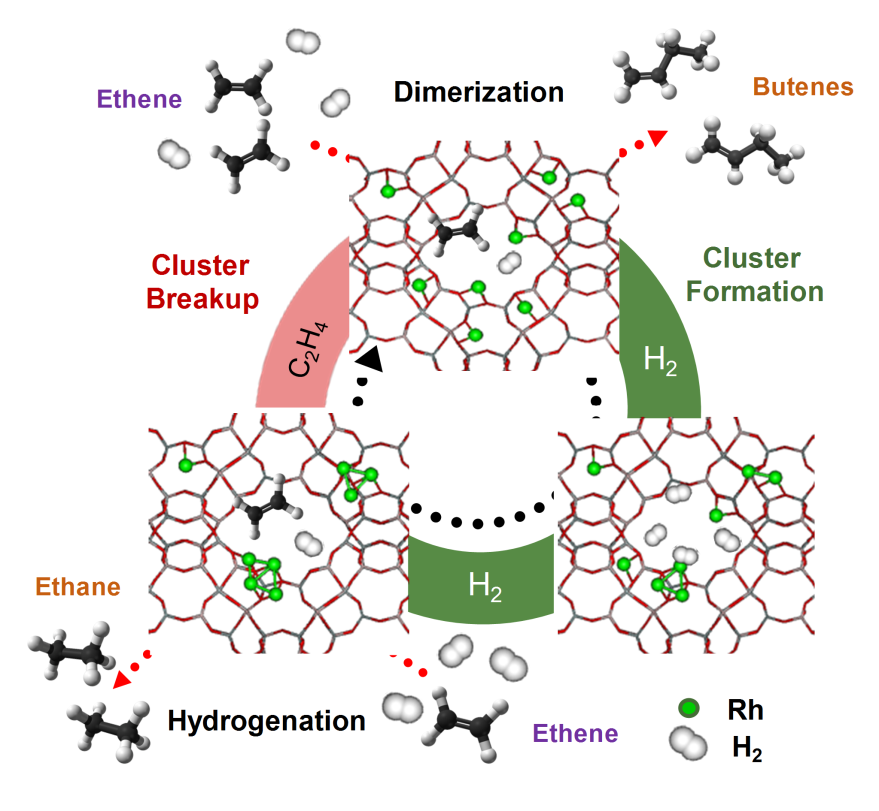 Ethene
Dimerization
Butenes
Cluster
Breakup
Cluster
Formation
C₂H₄
H₂
H₂
Ethane
Hydrogenation
Ethene
Rh
H₂